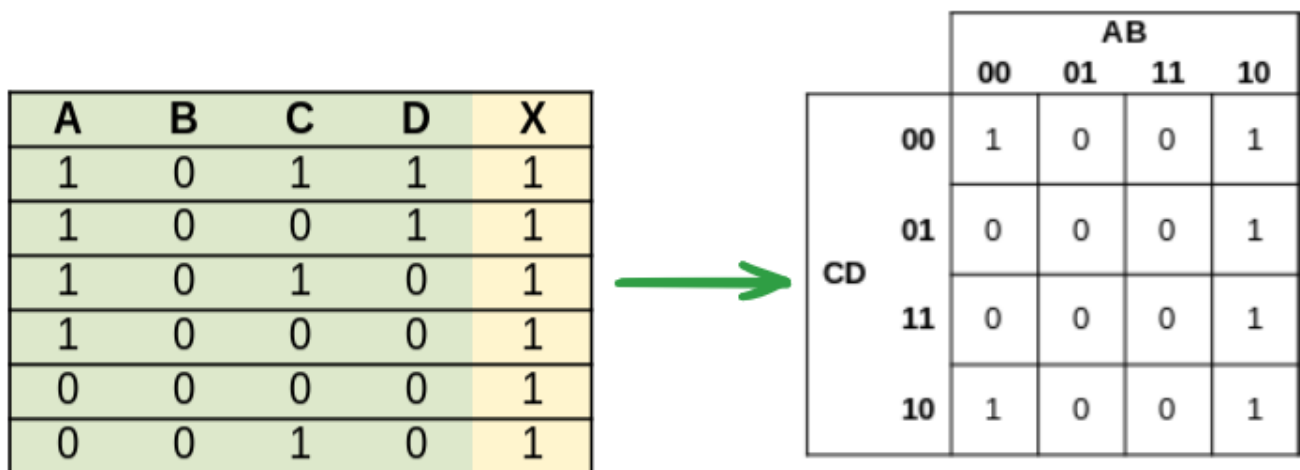 A B C D X
1 0 1 1 1
1 0 0 1 1
1 0 1 0 1
1 0 0 0 1
0 0 0 0 1
0 0 1 0 1
AB
00 01 11 10
00 1 0 0 1
01 0 0 0 1
CD
11 0 0 0 1
10 1 0 0 1